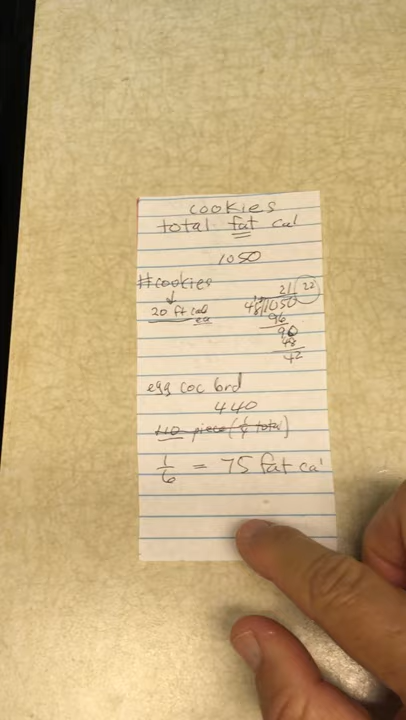 cookies
total fat cal
1050
#cookies
20 ft cal
ea
21 22
48 1050
96
90
48
42
egg coc brd
440
110 piece (1/4 total)
1/6 = 75 fat cal